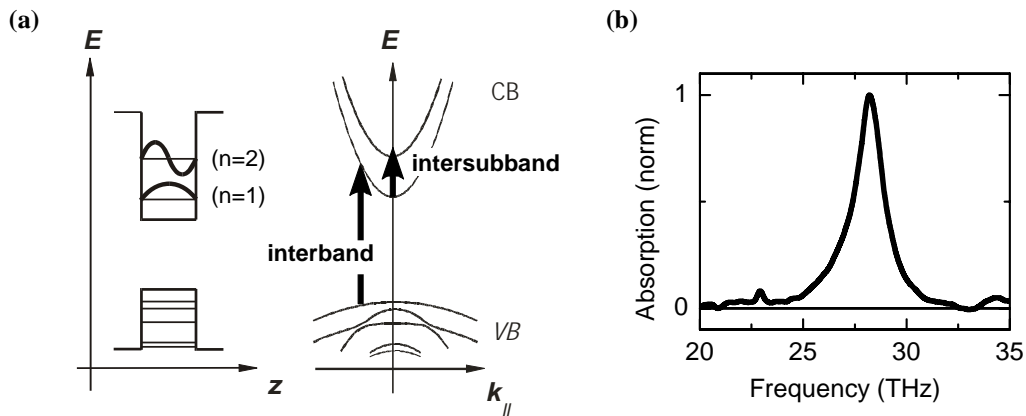 (a)
E
(n=2)
(n=1)
z
E
CB
intersubband
interband
VB
k//
(b)
Absorption (norm)
1
0
20 25 30 35
Frequency (THz)